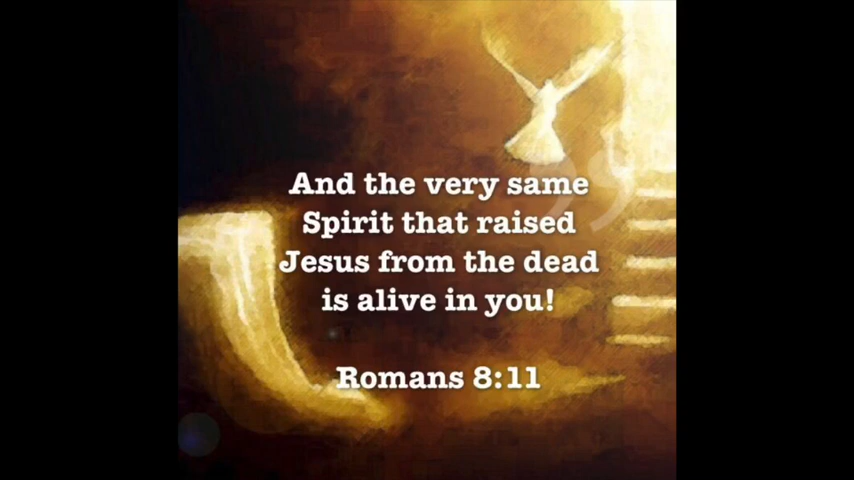 And the very same
Spirit that raised
Jesus from the dead
is alive in you!
Romans 8:11